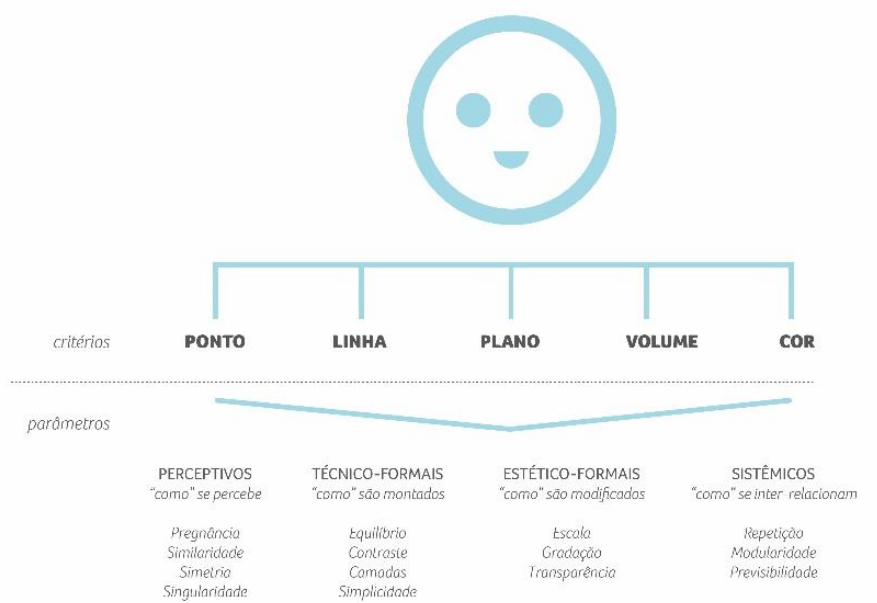 critérios PONTO LINHA PLANO VOLUME COR
parâmetros
PERCEPTIVOS TÉCNICO-FORMAIS ESTÉTICO-FORMAIS SISTÊMICOS
"como" se percebe "como" são montados "como" são modificados "como" se inter-relacionam
Pregnância Equilíbrio Escala Repetição
Similaridade Contraste Gradação Modularidade
Simetria Camadas Transparência Previsibilidade
Singularidade Simplicidade